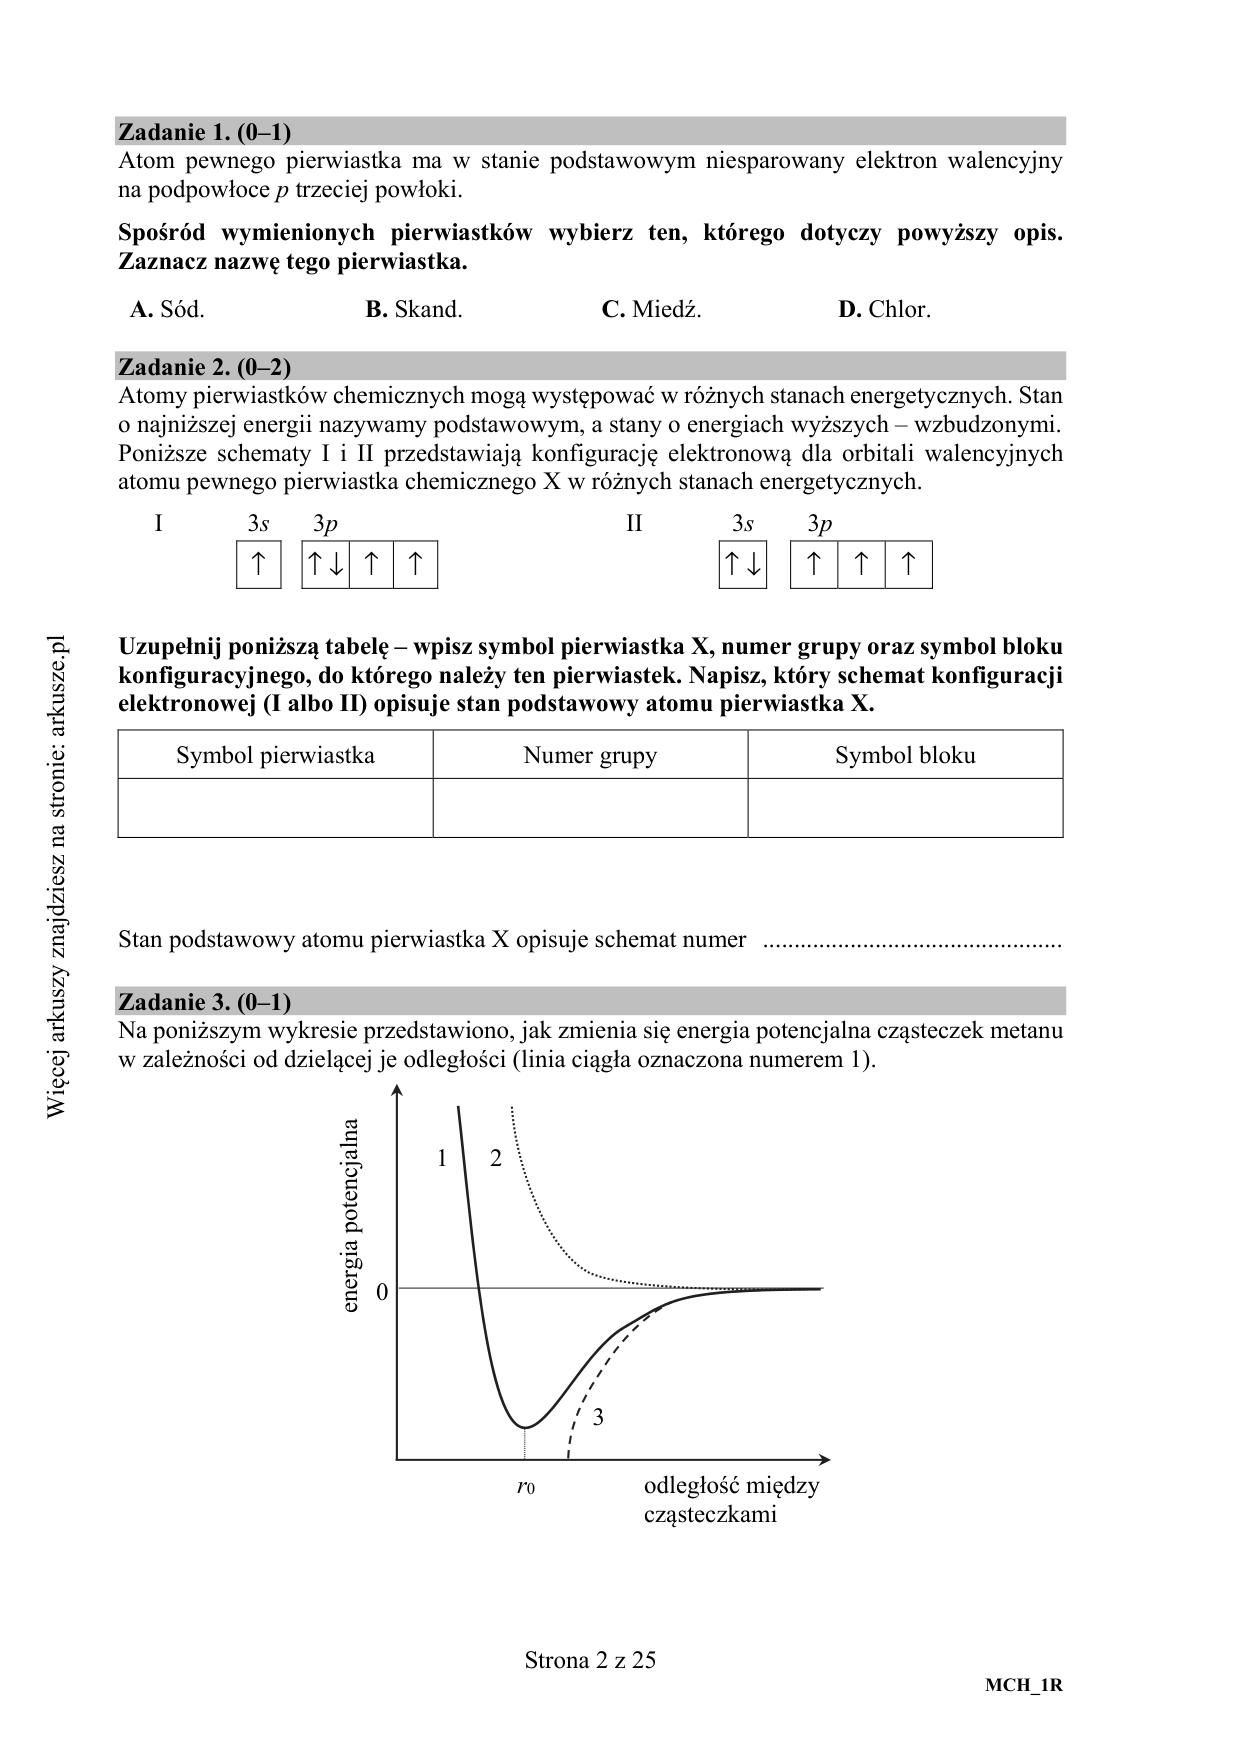 Zadanie 1. (0–1)
Atom pewnego pierwiastka ma w stanie podstawowym niesparowany elektron walencyjny
na podpowłoce p trzeciej powłoki.
Spośród wymienionych pierwiastków wybierz ten, którego dotyczy powyższy opis.
Zaznacz nazwę tego pierwiastka.
A. Sód. B. Skand. C. Miedź. D. Chlor.
Zadanie 2. (0–2)
Atomy pierwiastków chemicznych mogą występować w różnych stanach energetycznych. Stan
o najniższej energii nazywamy podstawowym, a stany o energiach wyższych – wzbudzonymi.
Poniższe schematy I i II przedstawiają konfigurację elektronową dla orbitali walencyjnych
atomu pewnego pierwiastka chemicznego X w różnych stanach energetycznych.
I 3s 3p II 3s 3p
↑ ↑↓ ↑ ↑ ↑↓ ↑ ↑ ↑
Uzupełnij poniższą tabelę – wpisz symbol pierwiastka X, numer grupy oraz symbol bloku
konfiguracyjnego, do którego należy ten pierwiastek. Napisz, który schemat konfiguracji
elektronowej (I albo II) opisuje stan podstawowy atomu pierwiastka X.
Symbol pierwiastka Numer grupy Symbol bloku
Stan podstawowy atomu pierwiastka X opisuje schemat numer ................................................
Zadanie 3. (0–1)
Na poniższym wykresie przedstawiono, jak zmienia się energia potencjalna cząsteczek metanu
w zależności od dzielącej je odległości (linia ciągła oznaczona numerem 1).
energia potencjalna
1 2
0
3
r0
odległość między
cząsteczkami
Strona 2 z 25
MCH_1R
Więcej arkuszy znajdziesz na stronie: arkusze.pl